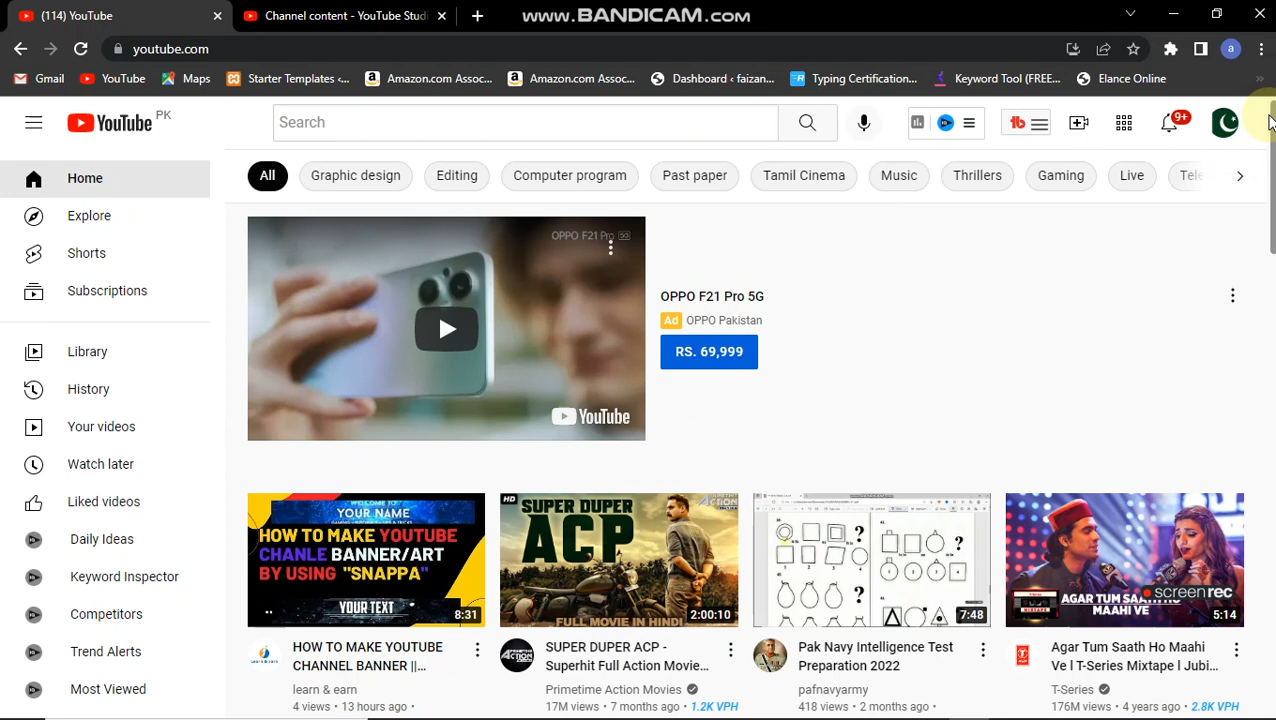 (114) YouTube
Channel content - YouTube Studi
www.BANDICAM.com
youtube.com
Gmail
YouTube
Maps
Starter Templates ‹...
Amazon.com Assoc...
Amazon.com Assoc...
Dashboard ‹ faizan...
Typing Certification...
Keyword Tool (FREE...
Elance Online
a
YouTube PK
Search
tb
9+
Home
Explore
Shorts
Subscriptions
Library
History
Your videos
Watch later
Liked videos
Daily Ideas
Keyword Inspector
Competitors
Trend Alerts
Most Viewed
All
Graphic design
Editing
Computer program
Past paper
Tamil Cinema
Music
Thrillers
Gaming
Live
OPPO F21 Pro 5G
YouTube
OPPO F21 Pro 5G
Ad OPPO Pakistan
RS. 69,999
YOUR NAME
HOW TO MAKE YOUTUBE
CHANLE BANNER/ART
BY USING "SNAPPA"
YOUR TEXT
8:31
HOW TO MAKE YOUTUBE
CHANNEL BANNER ||...
learn & earn
4 views • 13 hours ago •
HD
SUPER DUPER
ACP
FULL MOVIE IN HINDI
2:00:10
SUPER DUPER ACP -
Superhit Full Action Movie...
Primetime Action Movies
17M views • 7 months ago • 1.2K VPH
7:48
Pak Navy Intelligence Test
Preparation 2022
pafnavyarmy
418 views • 2 months ago •
screenrec
AGAR TUM SAATH HO
MAAHI VE
MIXTAPE
5:14
Agar Tum Saath Ho Maahi
Ve l T-Series Mixtape l Jubi...
T-Series
176M views • 4 years ago • 2.8K VPH